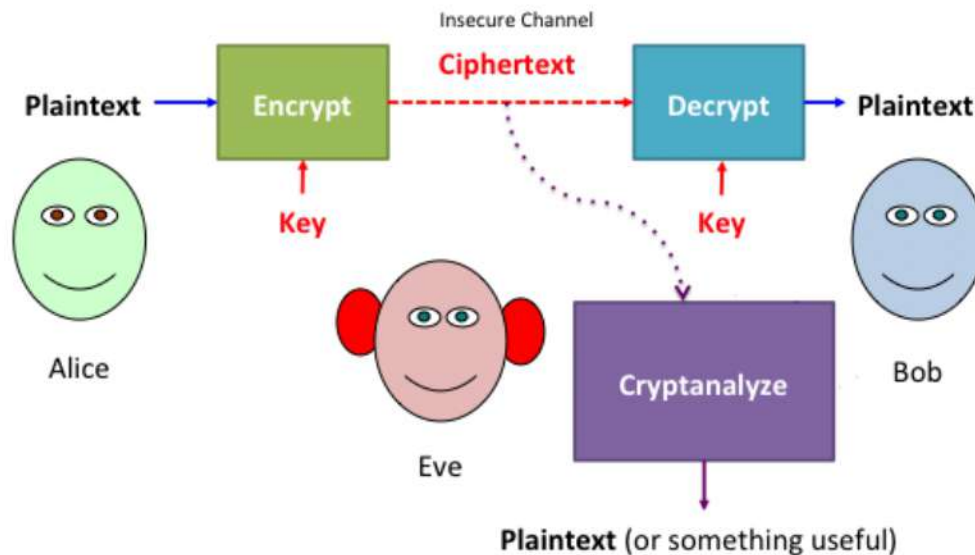 Insecure Channel
Ciphertext
Plaintext
Encrypt
Decrypt
Plaintext
Key
Key
Alice
Eve
Cryptanalyze
Bob
Plaintext (or something useful)